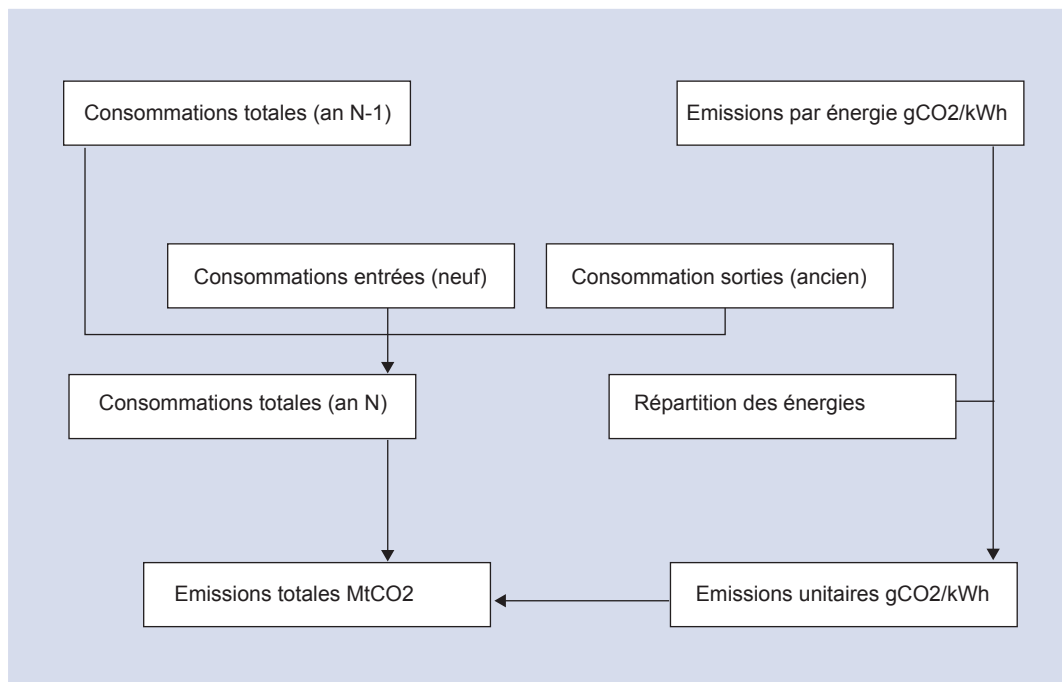 Consommations totales (an N-1)
Emissions par énergie gCO2/kWh
Consommations entrées (neuf)
Consommation sorties (ancien)
Consommations totales (an N)
Répartition des énergies
Emissions totales MtCO2
Emissions unitaires gCO2/kWh